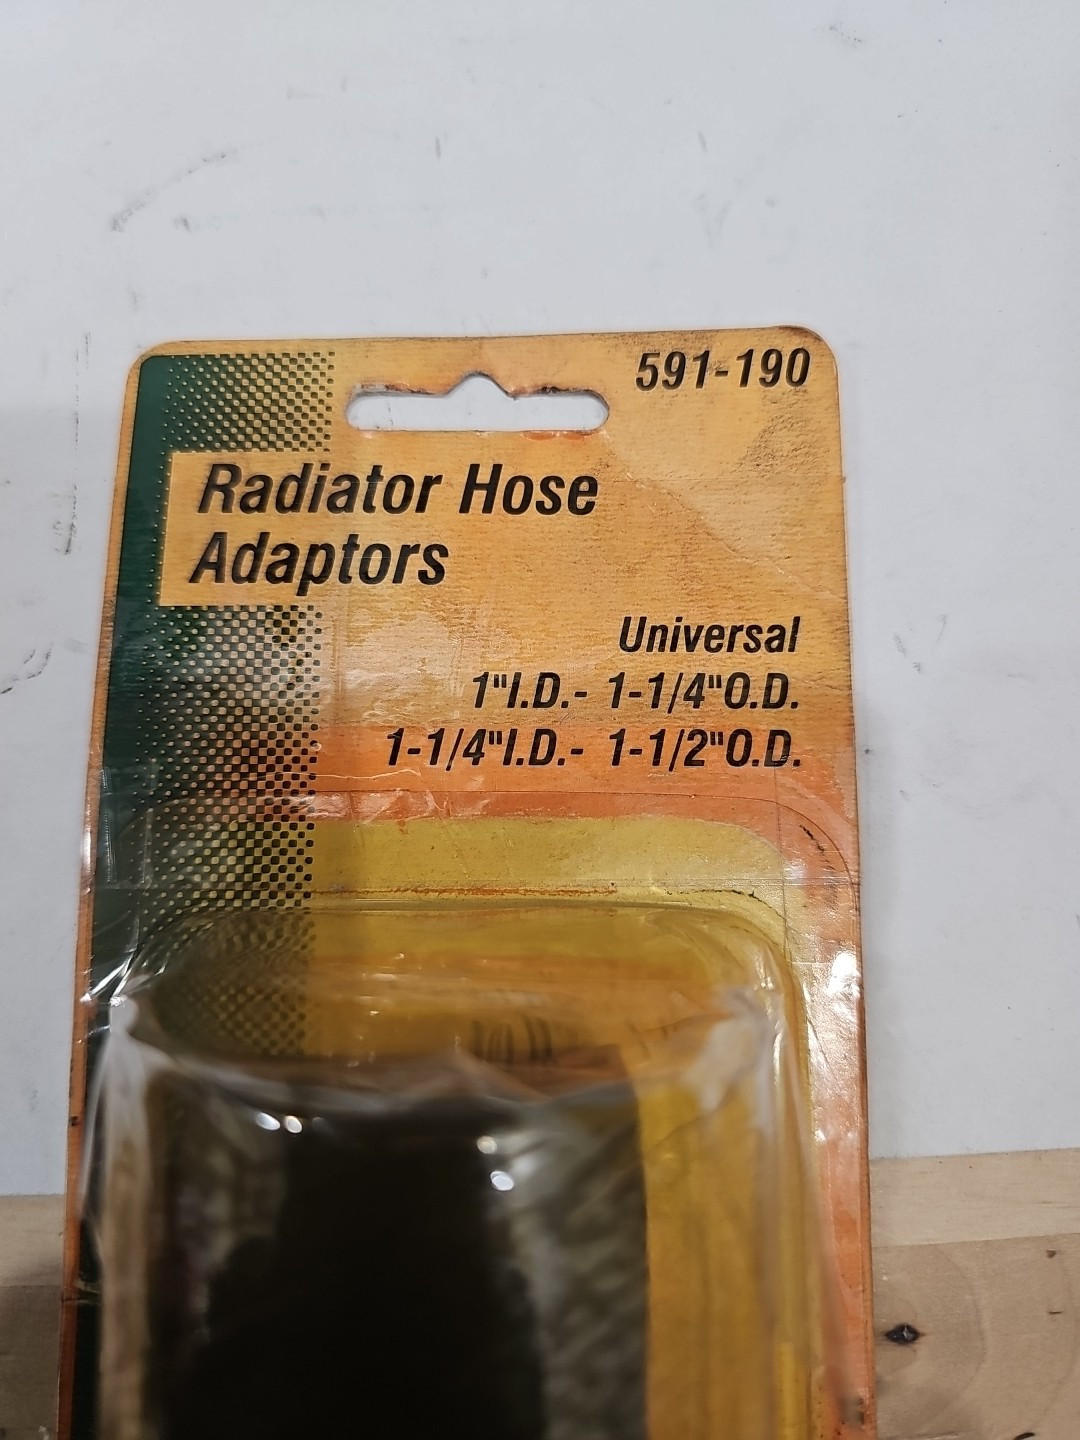 591-190
Radiator Hose
Adaptors
Universal
1"I.D.- 1-1/4"O.D.
1-1/4"I.D.- 1-1/2"O.D.